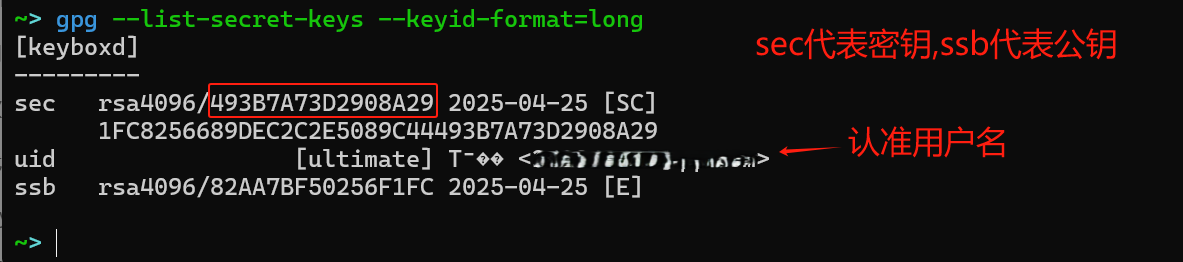 ~> gpg --list-secret-keys --keyid-format=long
[keyboxd]
sec代表密钥,ssb代表公钥
---------
sec rsa4096/493B7A73D2908A29 2025-04-25 [SC]
1FC8256689DEC2C2E5089C44493B7A73D2908A29
认准用户名
uid [ultimate] < >
ssb rsa4096/82AA7BF50256F1FC 2025-04-25 [E]
~>